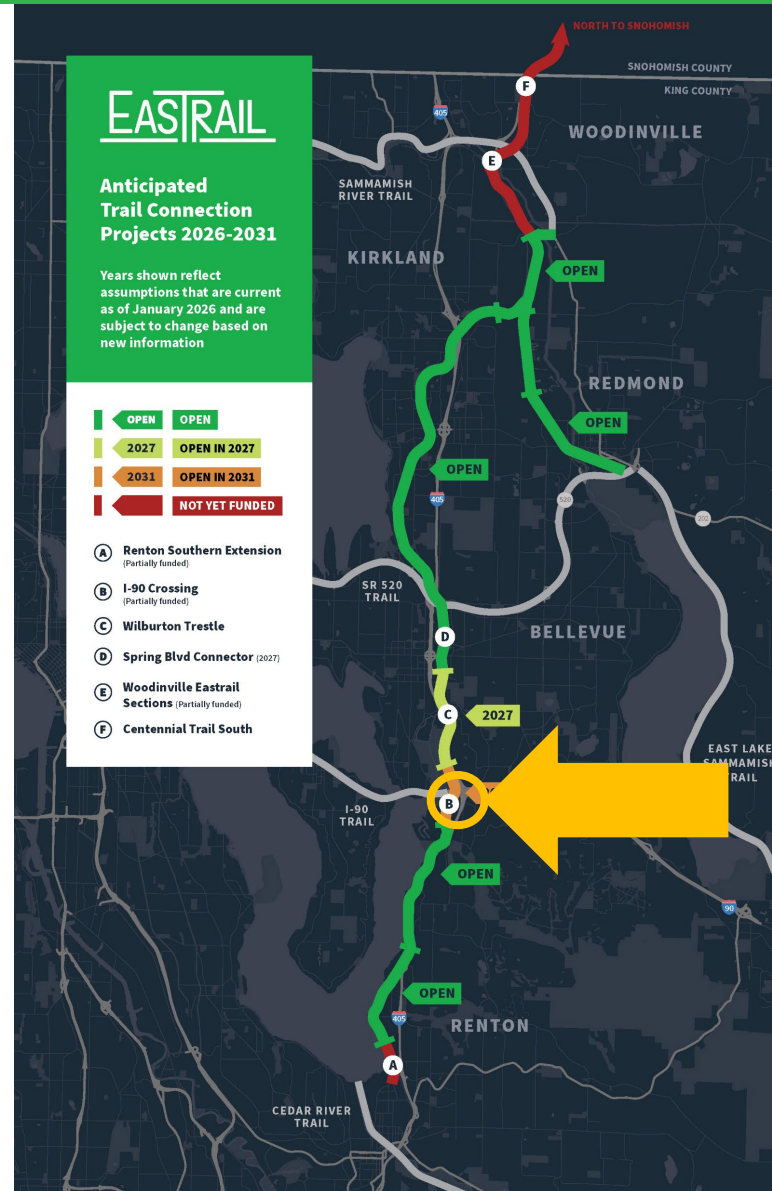 EASTRAIL
Anticipated
Trail Connection
Projects 2026-2031
Years shown reflect
assumptions that are current
as of January 2026 and are
subject to change based on
new information
OPEN OPEN
2027 OPEN IN 2027
2031 OPEN IN 2031
NOT YET FUNDED
A Renton Southern Extension
(Partially funded)
B I-90 Crossing
(Partially funded)
C Wilburton Trestle
D Spring Blvd Connector (2027)
E Woodinville Eastrail
Sections (Partially funded)
F Centennial Trail South
NORTH TO SNOHOMISH
SNOHOMISH COUNTY
KING COUNTY
F
405
WOODINVILLE
E
SAMMAMISH
RIVER TRAIL
KIRKLAND
OPEN
REDMOND
OPEN
OPEN
405
520
202
SR 520
TRAIL
BELLEVUE
D
C
2027
EAST LAKE
SAMMAMISH
TRAIL
B
I-90
TRAIL
OPEN
90
OPEN
405
RENTON
A
CEDAR RIVER
TRAIL